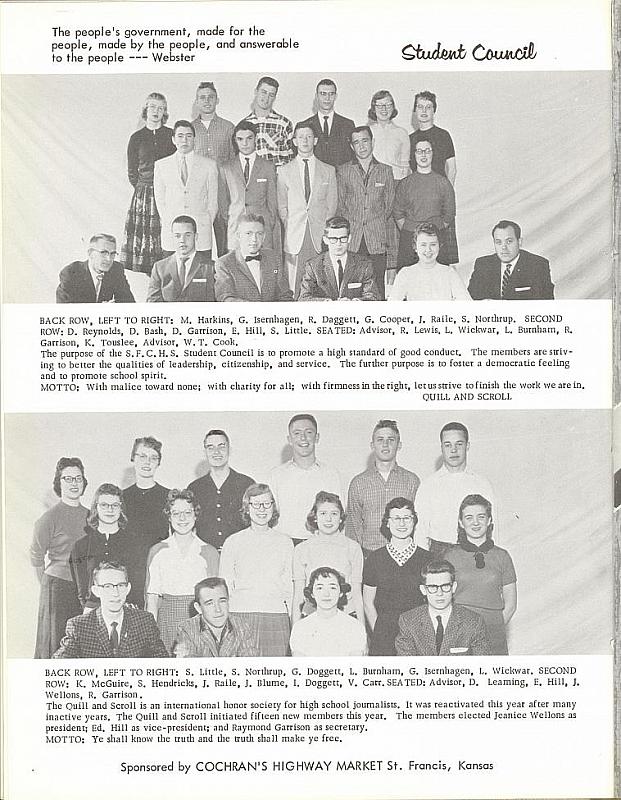 The people's government, made for the
people, made by the people, and answerable
to the people --- Webster
Student Council
BACK ROW, LEFT TO RIGHT: M. Harkins, G. Isernhagen, R. Daggett, G. Cooper, J. Raile, S. Northrup. SECOND
ROW: D. Reynolds, D. Bash, D. Garrison, E. Hill, S. Little. SEATED: Advisor, R. Lewis, L. Wickwar, L. Burnham, R.
Garrison, K. Touslee, Advisor, W. T. Cook.
The purpose of the S.F.C.H.S. Student Council is to promote a high standard of good conduct. The members are striv-
ing to better the qualities of leadership, citizenship, and service. The further purpose is to foster a democratic feeling
and to promote school spirit.
MOTTO: With malice toward none; with charity for all; with firmness in the right, let us strive to finish the work we are in.
QUILL AND SCROLL
BACK ROW, LEFT TO RIGHT: S. Little, S. Northrup, G. Doggett, L. Burnham, G. Isernhagen, L. Wickwar. SECOND
ROW: K. McGuire, S. Hendricks, J. Raile, J. Blume, I. Doggett, V. Carr. SEATED: Advisor, D. Leaming, E. Hill, J.
Wellons, R. Garrison.
The Quill and Scroll is an international honor society for high school journalists. It was reactivated this year after many
inactive years. The Quill and Scroll initiated fifteen new members this year. The members elected Jeanice Wellons as
president; Ed. Hill as vice-president; and Raymond Garrison as secretary.
MOTTO: Ye shall know the truth and the truth shall make ye free.
Sponsored by COCHRAN'S HIGHWAY MARKET St. Francis, Kansas